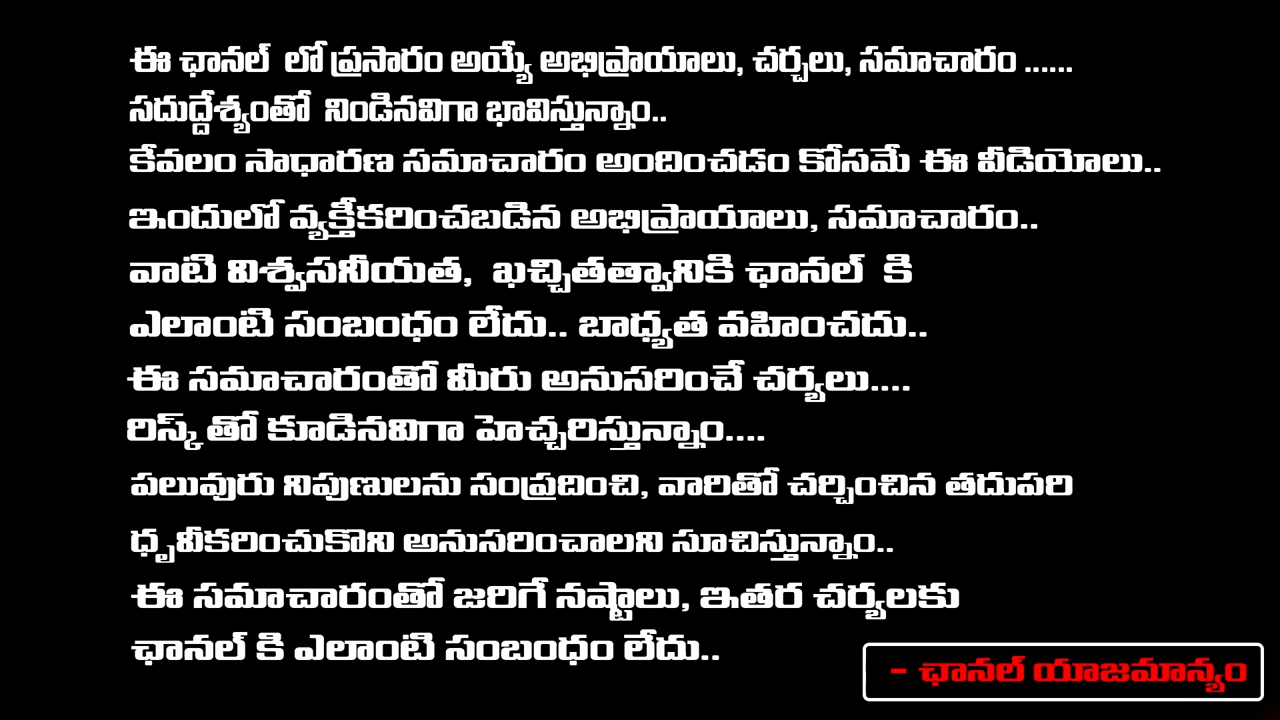 ఈ ఛానల్ లో ప్రసారం అయ్యే అభిప్రాయాలు, చర్చలు, సమాచారం ......
సదుద్దేశ్యంతో నిండినవిగా భావిస్తున్నాం..
కేవలం సాధారణ సమాచారం అందించడం కోసమే ఈ వీడియోలు..
ఇందులో వ్యక్తీకరించబడిన అభిప్రాయాలు, సమాచారం..
వాటి విశ్వసనీయత, ఖచ్చితత్వానికి ఛానల్ కి
ఎలాంటి సంబంధం లేదు.. బాధ్యత వహించదు..
ఈ సమాచారంతో మీరు అనుసరించే చర్యలు....
రిస్క్ తో కూడినవిగా హెచ్చరిస్తున్నాం....
పలువురు నిపుణులను సంప్రదించి, వారితో చర్చించిన తదుపరి
ధృవీకరించుకొని అనుసరించాలని సూచిస్తున్నాం..
ఈ సమాచారంతో జరిగే నష్టాలు, ఇతర చర్యలకు
ఛానల్ కి ఎలాంటి సంబంధం లేదు..
- ఛానల్ యాజమాన్యం